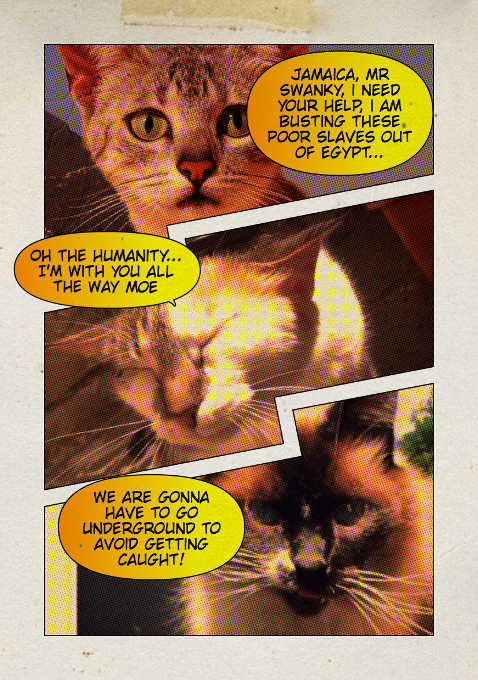 JAMAICA, MR
SWANKY, I NEED
YOUR HELP, I AM
BUSTING THESE
POOR SLAVES OUT
OF EGYPT...
OH THE HUMANITY...
I'M WITH YOU ALL
THE WAY MOE
WE ARE GONNA
HAVE TO GO
UNDERGROUND TO
AVOID GETTING
CAUGHT!